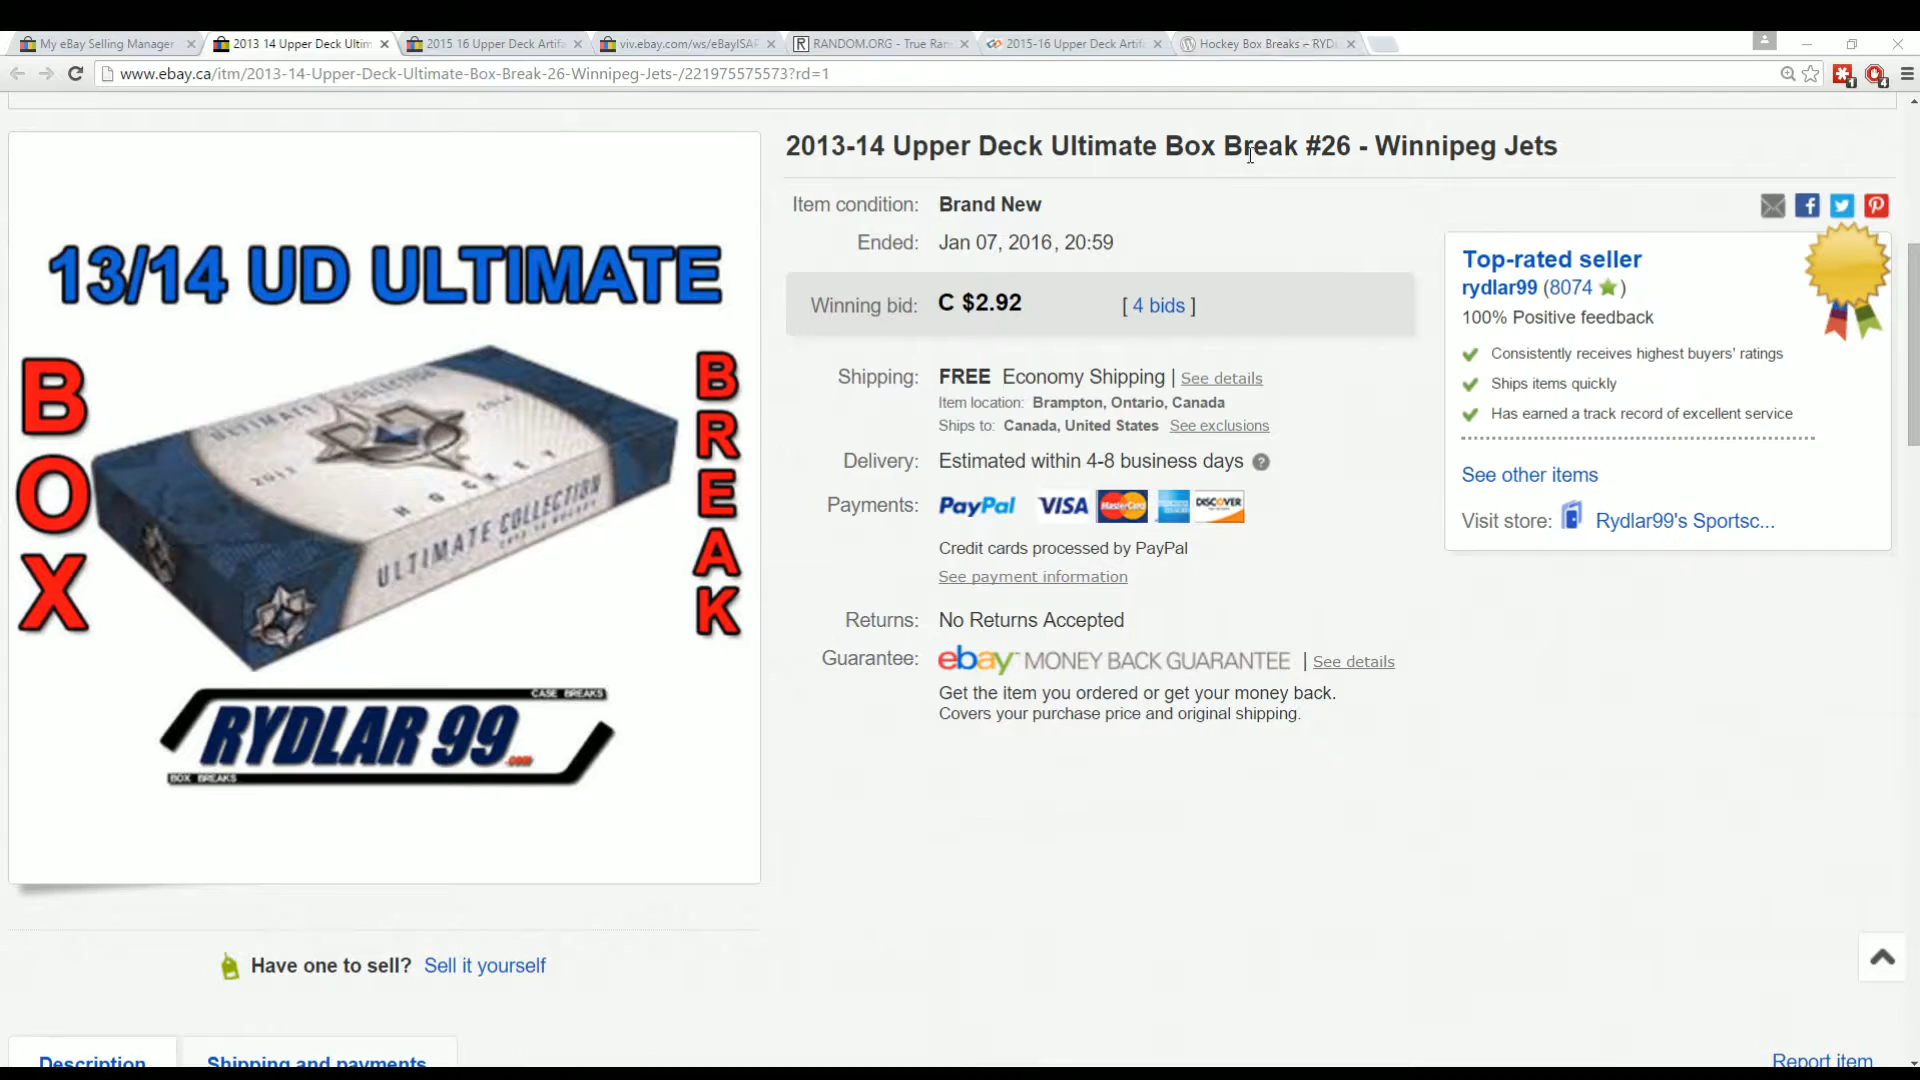 My eBay Selling Manager
2013 14 Upper Deck Ultim
2015 16 Upper Deck Artifa
viv.ebay.com/ws/eBayISAP
RANDOM.ORG - True Ran
2015-16 Upper Deck Artifa
Hockey Box Breaks – RYD
www.ebay.ca/itm/2013-14-Upper-Deck-Ultimate-Box-Break-26-Winnipeg-Jets-/221975575573?rd=1
2013-14 Upper Deck Ultimate Box Break #26 - Winnipeg Jets
Item condition: Brand New
Ended: Jan 07, 2016, 20:59
Winning bid: C $2.92 [ 4 bids ]
Shipping: FREE Economy Shipping | See details
Item location: Brampton, Ontario, Canada
Ships to: Canada, United States See exclusions
Delivery: Estimated within 4-8 business days ?
Payments: PayPal VISA MasterCard DISCOVER
Credit cards processed by PayPal
See payment information
Returns: No Returns Accepted
Guarantee: ebay MONEY BACK GUARANTEE | See details
Get the item you ordered or get your money back.
Covers your purchase price and original shipping.
Top-rated seller
rydlar99 (8074 )
100% Positive feedback
Consistently receives highest buyers' ratings
Ships items quickly
Has earned a track record of excellent service
See other items
Visit store: Rydlar99's Sportsc...
13/14 UD ULTIMATE
BOX
BREAK
ULTIMATE COLLECTION
2013 2014
HOCKEY
ULTIMATE COLLECTION
CASE BREAKS
RYDLAR 99.com
BOX BREAKS
Have one to sell? Sell it yourself
Description
Shipping and payments
Report item